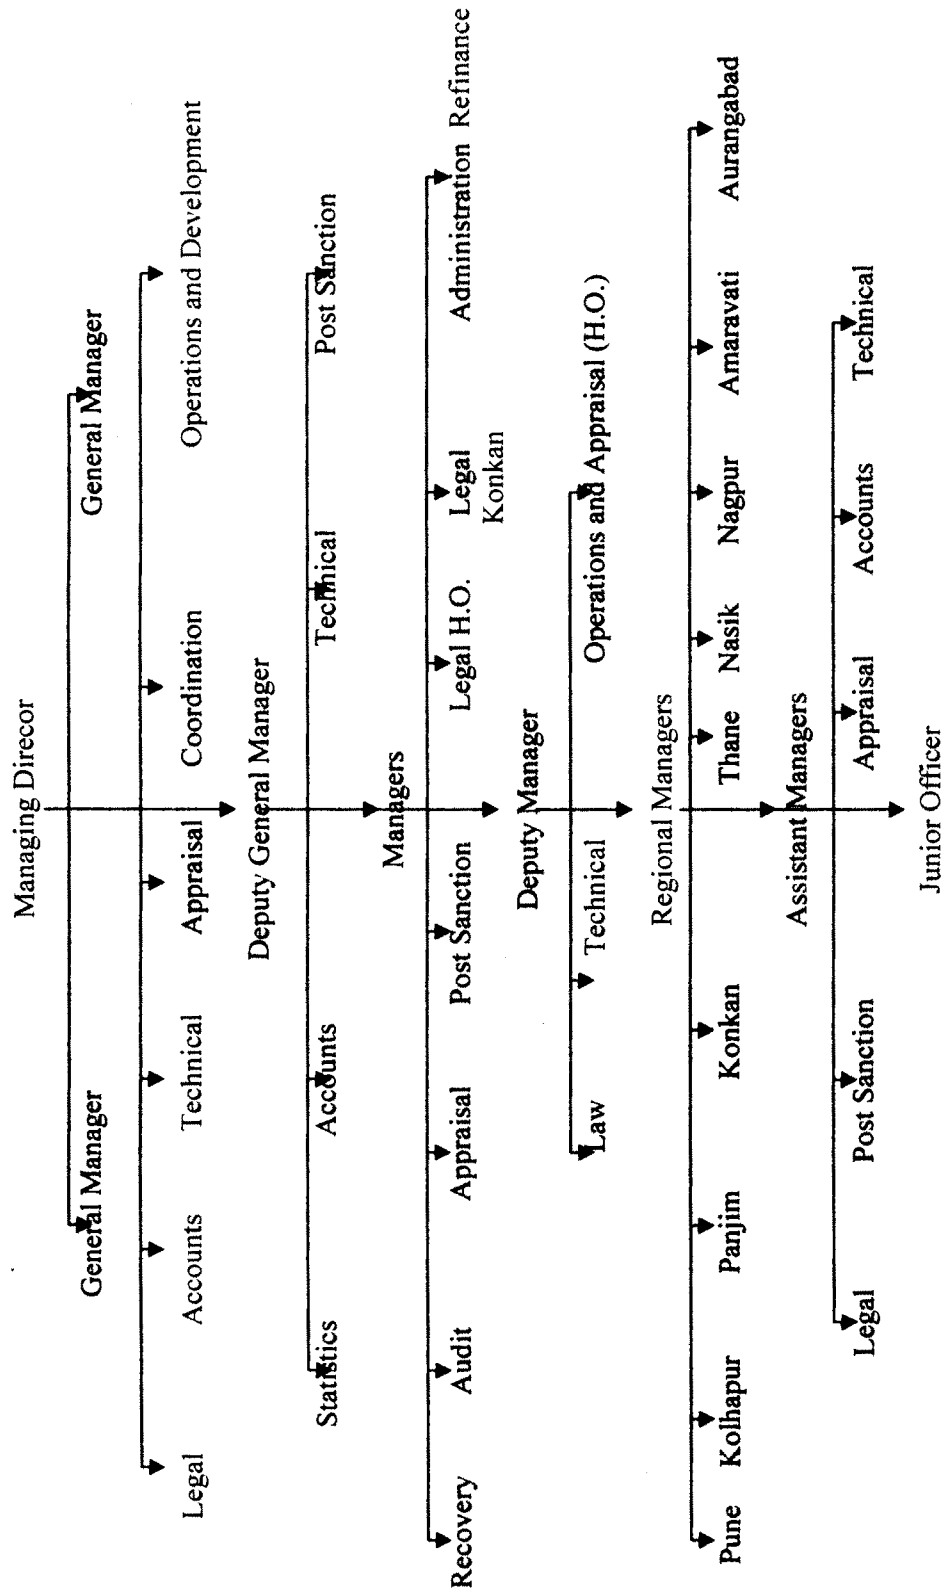 Managing Direcor
General Manager General Manager
Legal Accounts Technical Appraisal Coordination Operations and Development
Deputy General Manager
Statistics Accounts Technical Post Sanction
Managers
Recovery Audit Appraisal Post Sanction Legal H.O. Legal Administration Refinance
Konkan
Deputy Manager
Law Technical Operations and Appraisal (H.O.)
Regional Managers
Pune Kolhapur Panjim Konkan Thane Nasik Nagpur Amaravati Aurangabad
Assistant Managers
Legal Post Sanction Appraisal Accounts Technical
Junior Officer